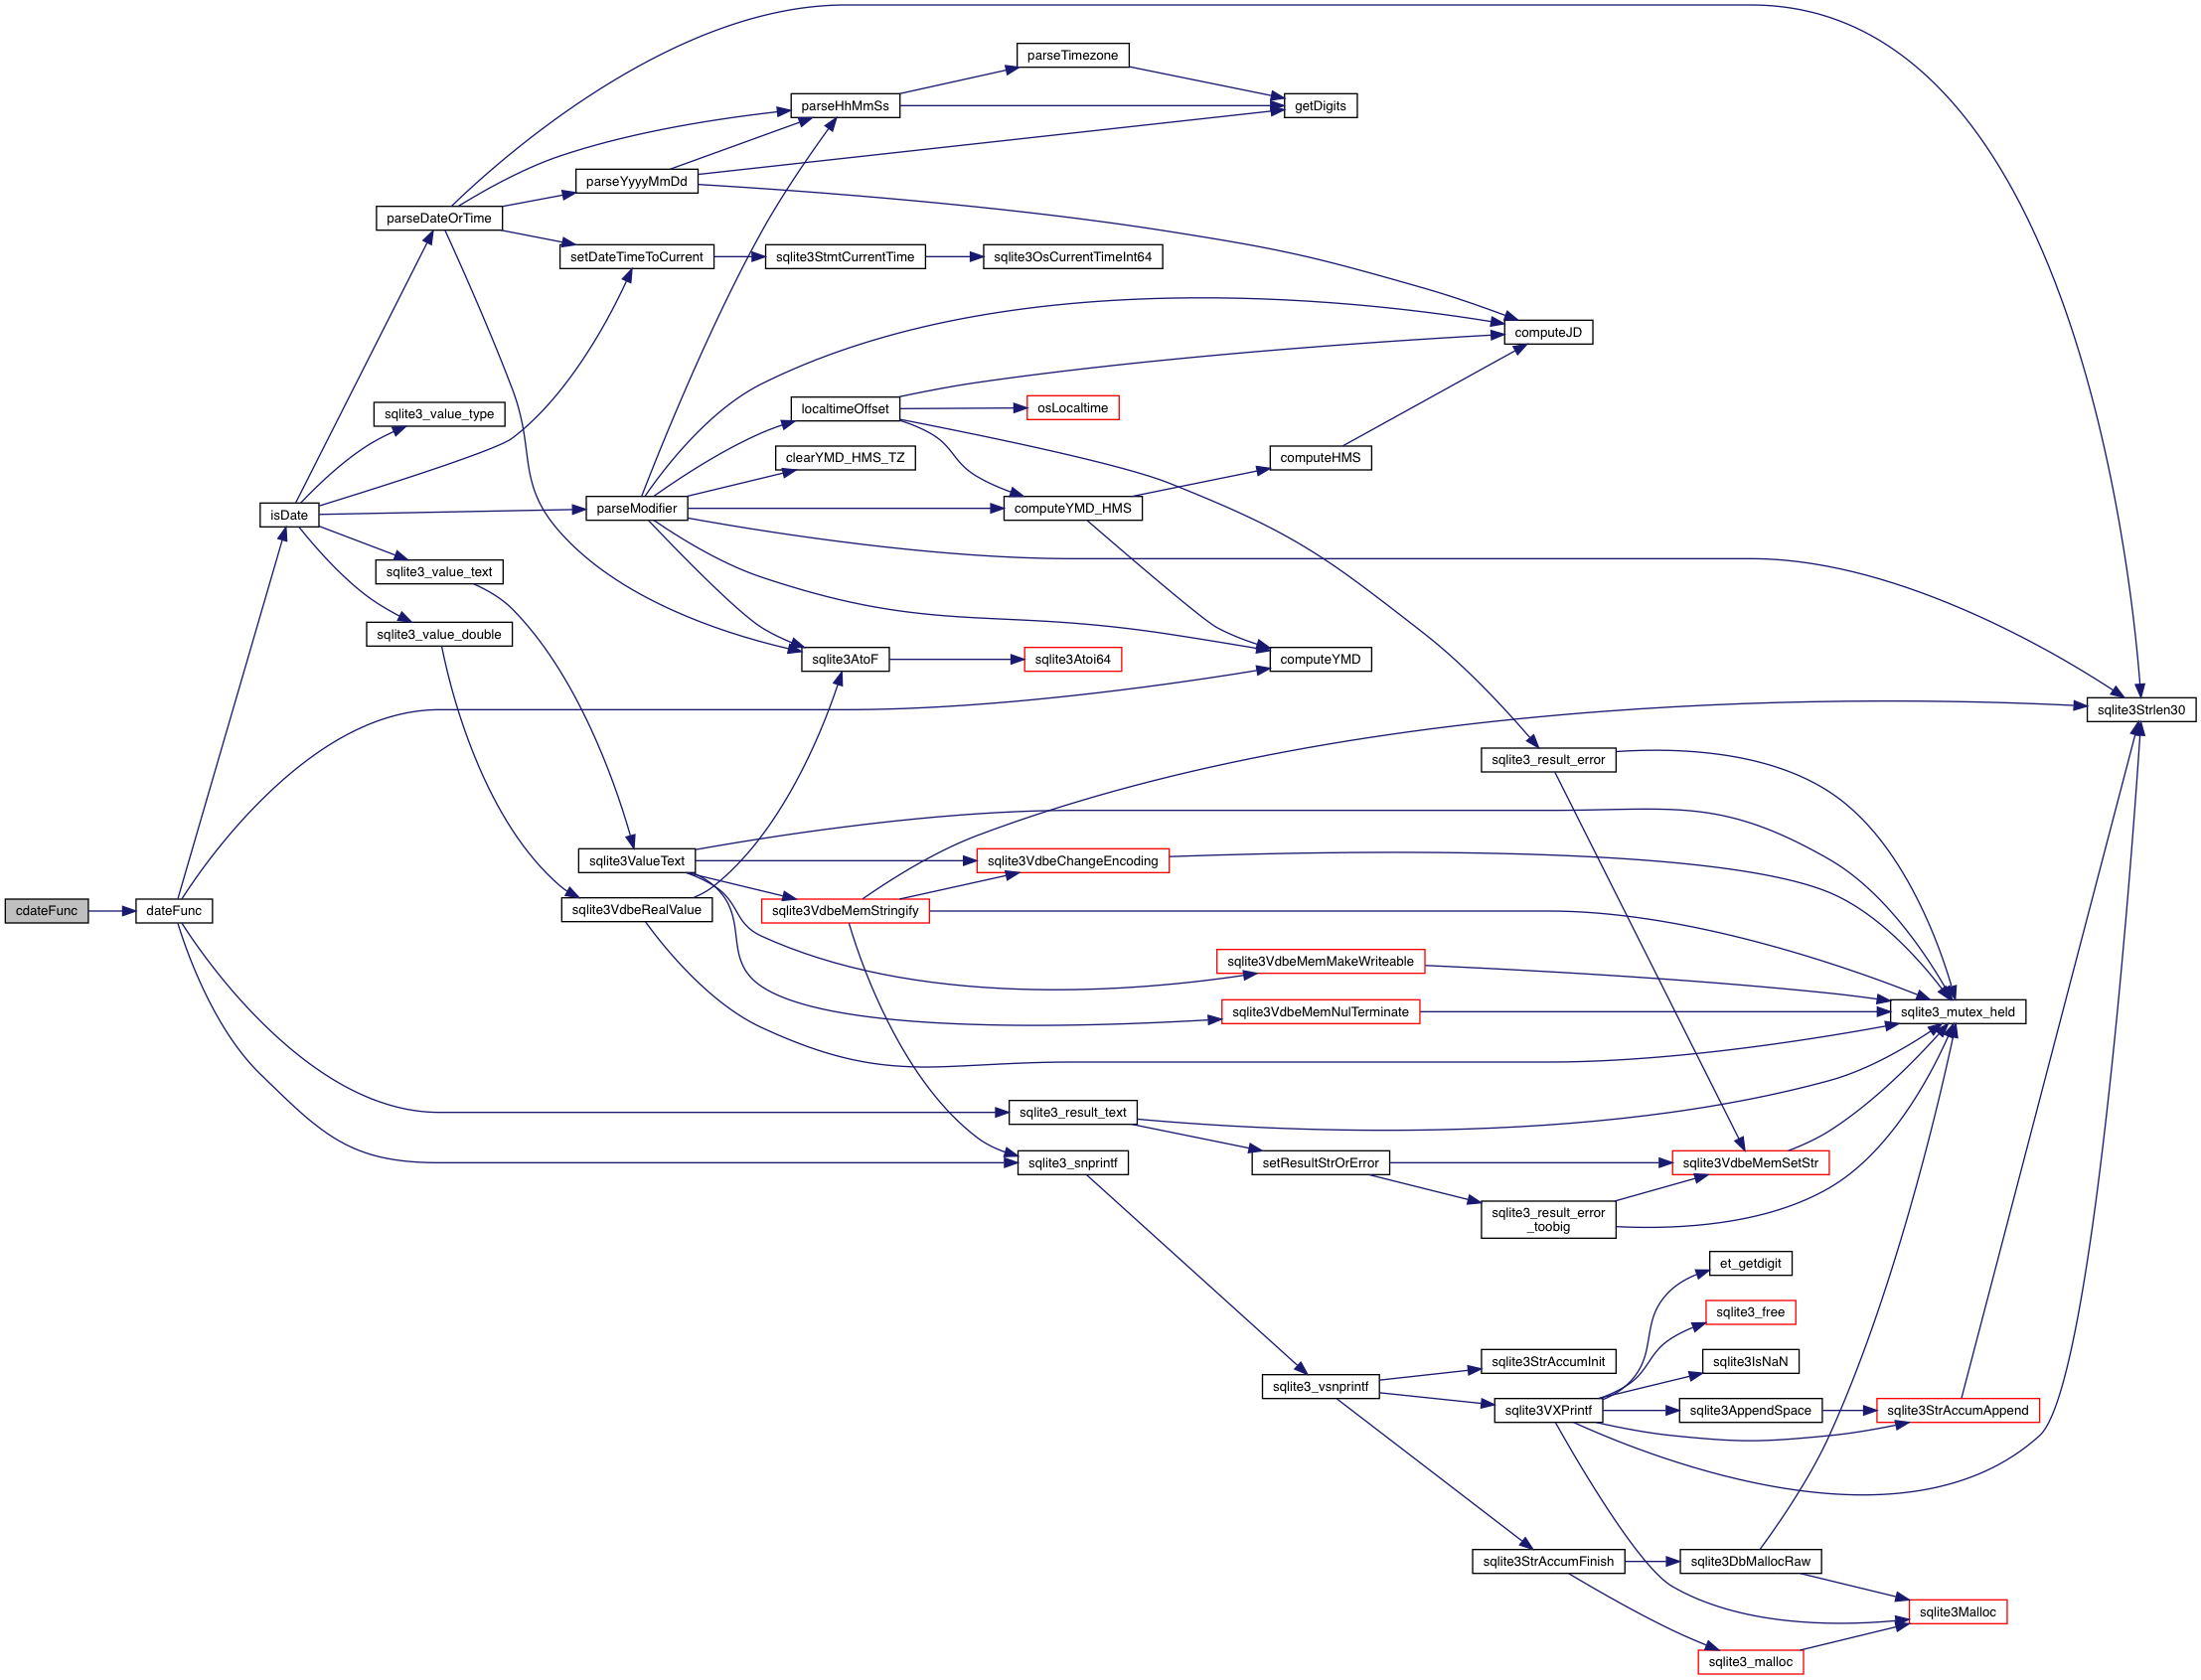 parseTimezone
parseHhMmSs
getDigits
parseYyyyMmDd
parseDateOrTime
setDateTimeToCurrent
sqlite3StmtCurrentTime
sqlite3OsCurrentTimeInt64
computeJD
sqlite3_value_type
localtimeOffset
osLocaltime
clearYMD_HMS_TZ
computeHMS
isDate
parseModifier
computeYMD_HMS
sqlite3_value_text
sqlite3_value_double
sqlite3AtoF
sqlite3Atoi64
computeYMD
sqlite3Strlen30
sqlite3_result_error
sqlite3ValueText
sqlite3VdbeChangeEncoding
cdateFunc
dateFunc
sqlite3VdbeRealValue
sqlite3VdbeMemStringify
sqlite3VdbeMemMakeWriteable
sqlite3VdbeMemNulTerminate
sqlite3_mutex_held
sqlite3_result_text
sqlite3_snprintf
setResultStrOrError
sqlite3VdbeMemSetStr
sqlite3_result_error
_toobig
et_getdigit
sqlite3_free
sqlite3StrAccumInit
sqlite3IsNaN
sqlite3_vsnprintf
sqlite3VXPrintf
sqlite3AppendSpace
sqlite3StrAccumAppend
sqlite3StrAccumFinish
sqlite3DbMallocRaw
sqlite3Malloc
sqlite3_malloc